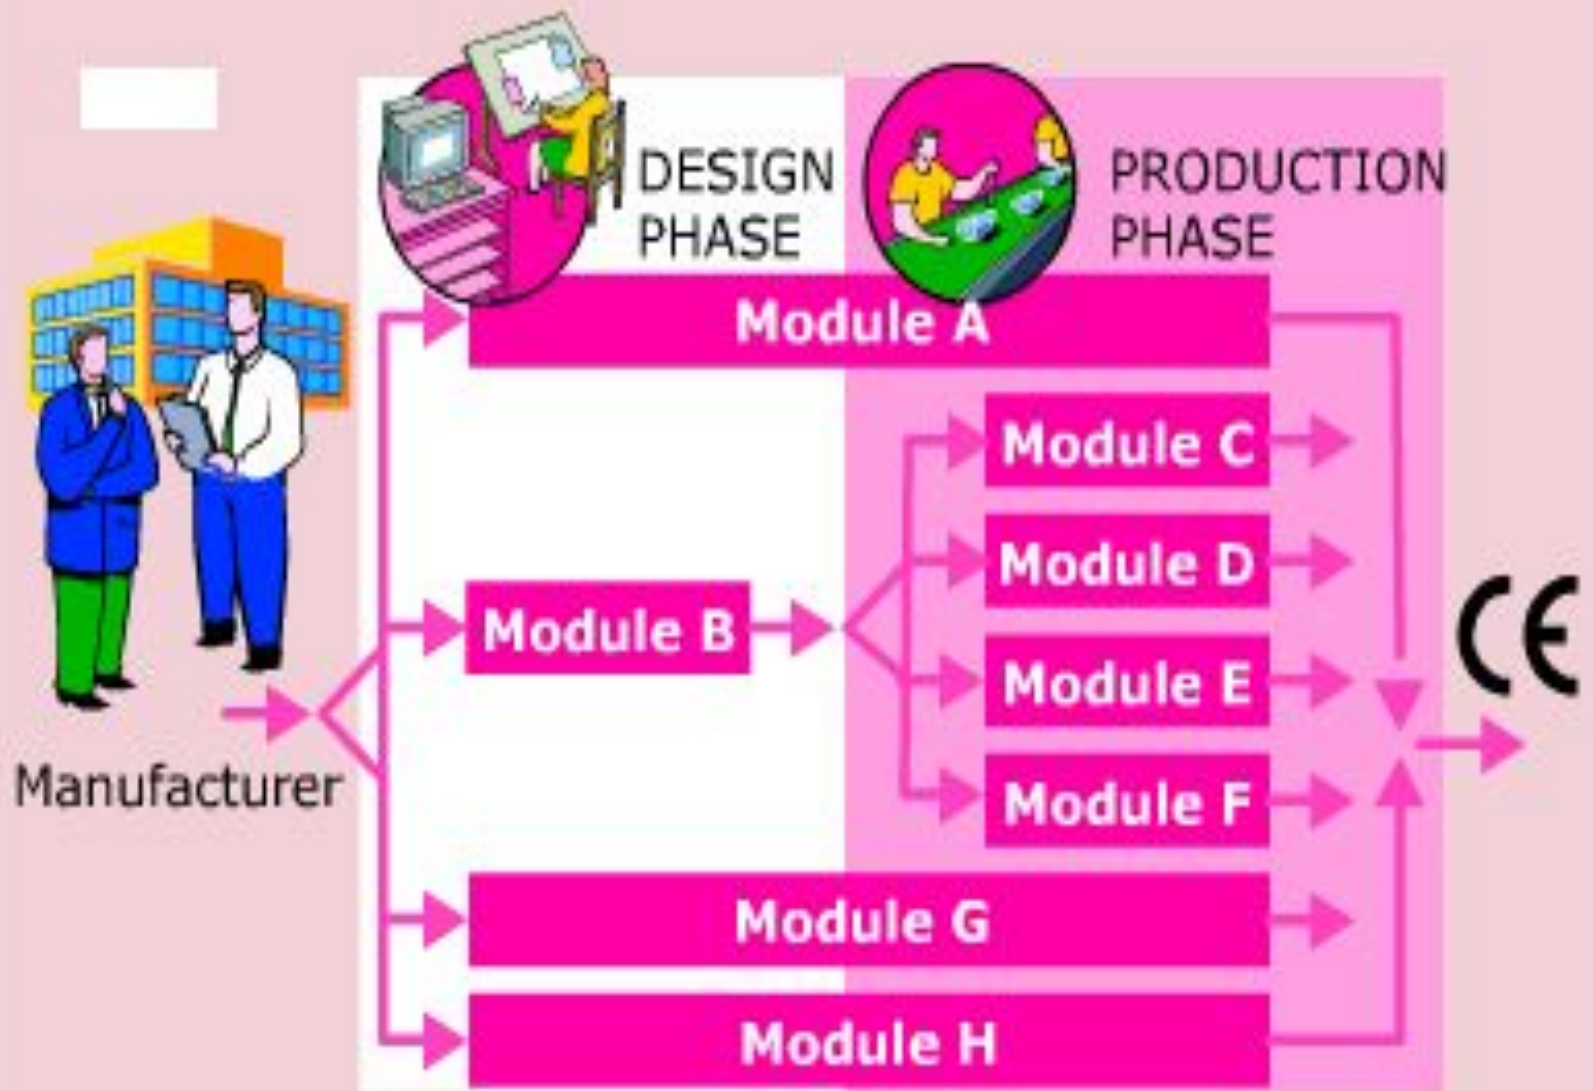 DESIGN
PHASE
PRODUCTION
PHASE
Module A
Module C
Module D
Module B
Module E
Module F
Manufacturer
Module G
Module H
CE